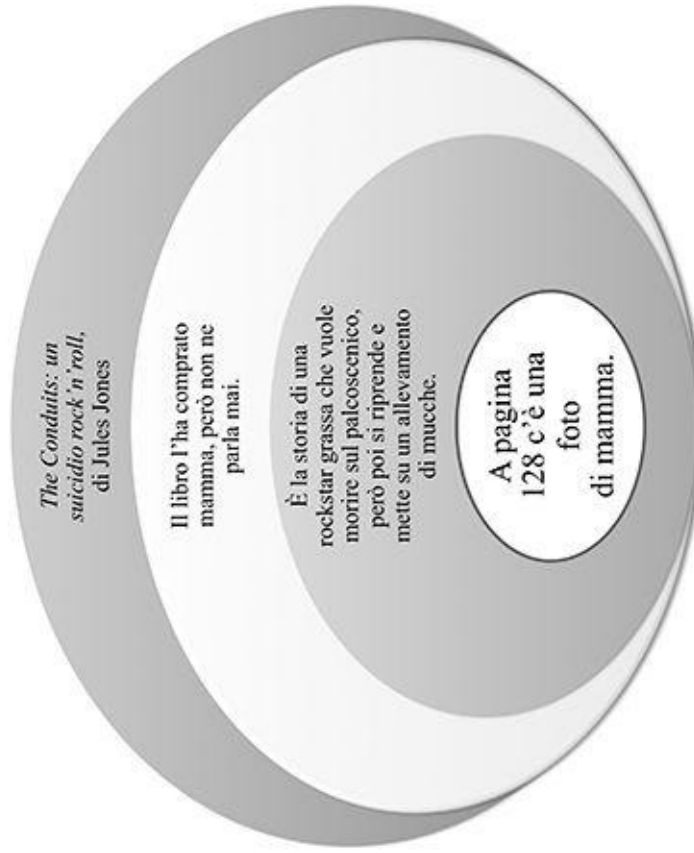 The Conduits: un
suicidio rock'n'roll,
di Jules Jones
Il libro l'ha comprato
mamma, però non ne
parla mai.
È la storia di una
rockstar grassa che vuole
morire sul palcoscenico,
però poi si riprende e
mette su un allevamento
di mucche.
A pagina
128 c'è una
foto
di mamma.